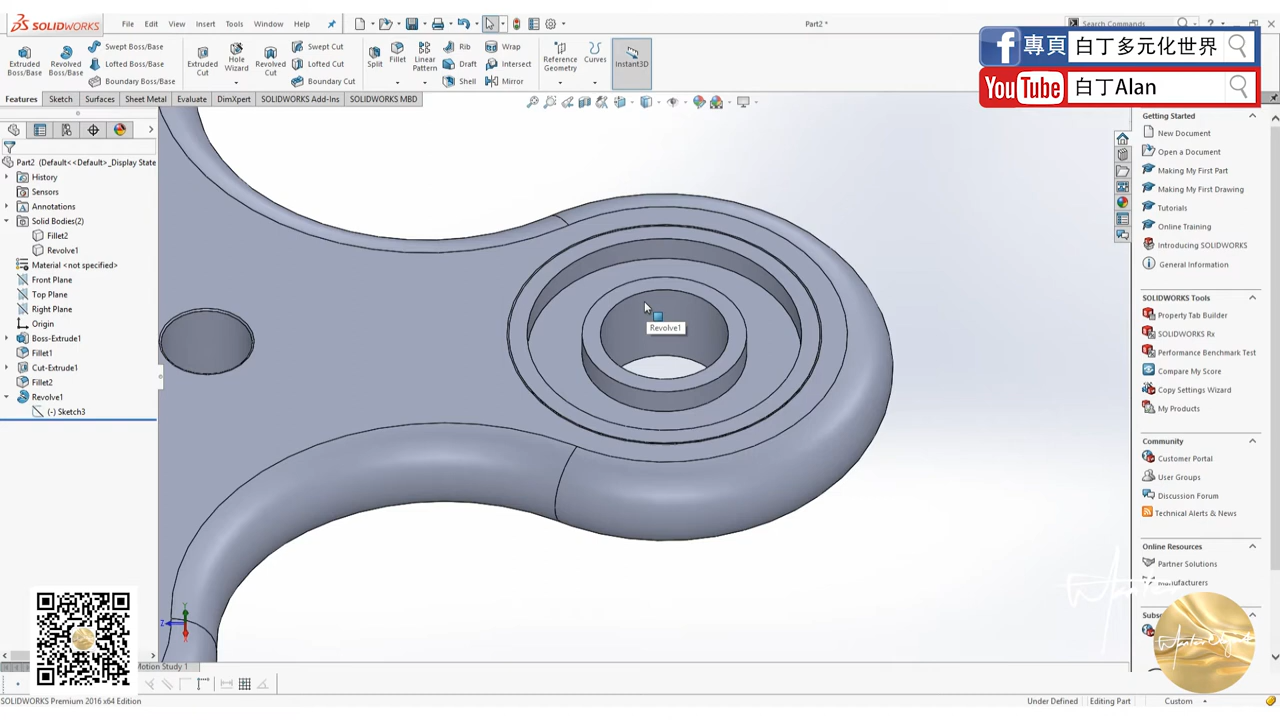 SOLIDWORKS
File Edit View Insert Tools Window Help
Part2 *
Search Commands
Extruded Boss/Base
Revolved Boss/Base
Swept Boss/Base
Lofted Boss/Base
Boundary Boss/Base
Extruded Cut
Hole Wizard
Revolved Cut
Swept Cut
Lofted Cut
Boundary Cut
Split
Fillet
Linear Pattern
Rib
Draft
Shell
Wrap
Intersect
Mirror
Reference Geometry
Curves
Instant3D
專頁 白丁多元化世界
YouTube 白丁Alan
Features Sketch Surfaces Sheet Metal Evaluate DimXpert SOLIDWORKS Add-Ins SOLIDWORKS MBD
Part2 (Default<<Default>_Display State
History
Sensors
Annotations
Solid Bodies(2)
Fillet2
Revolve1
Material <not specified>
Front Plane
Top Plane
Right Plane
Origin
Boss-Extrude1
Fillet1
Cut-Extrude1
Fillet2
Revolve1
(-) Sketch3
Revolve1
Getting Started
New Document
Open a Document
Making My First Part
Making My First Drawing
Tutorials
Online Training
Introducing SOLIDWORKS
General Information
SOLIDWORKS Tools
Property Tab Builder
SOLIDWORKS Rx
Performance Benchmark Test
Compare My Score
Copy Settings Wizard
My Products
Community
Customer Portal
User Groups
Discussion Forum
Technical Alerts & News
Online Resources
Partner Solutions
Manufacturers
Subsc
Y
Z
Motion Study 1
SOLIDWORKS Premium 2016 x64 Edition
Under Defined Editing Part Custom